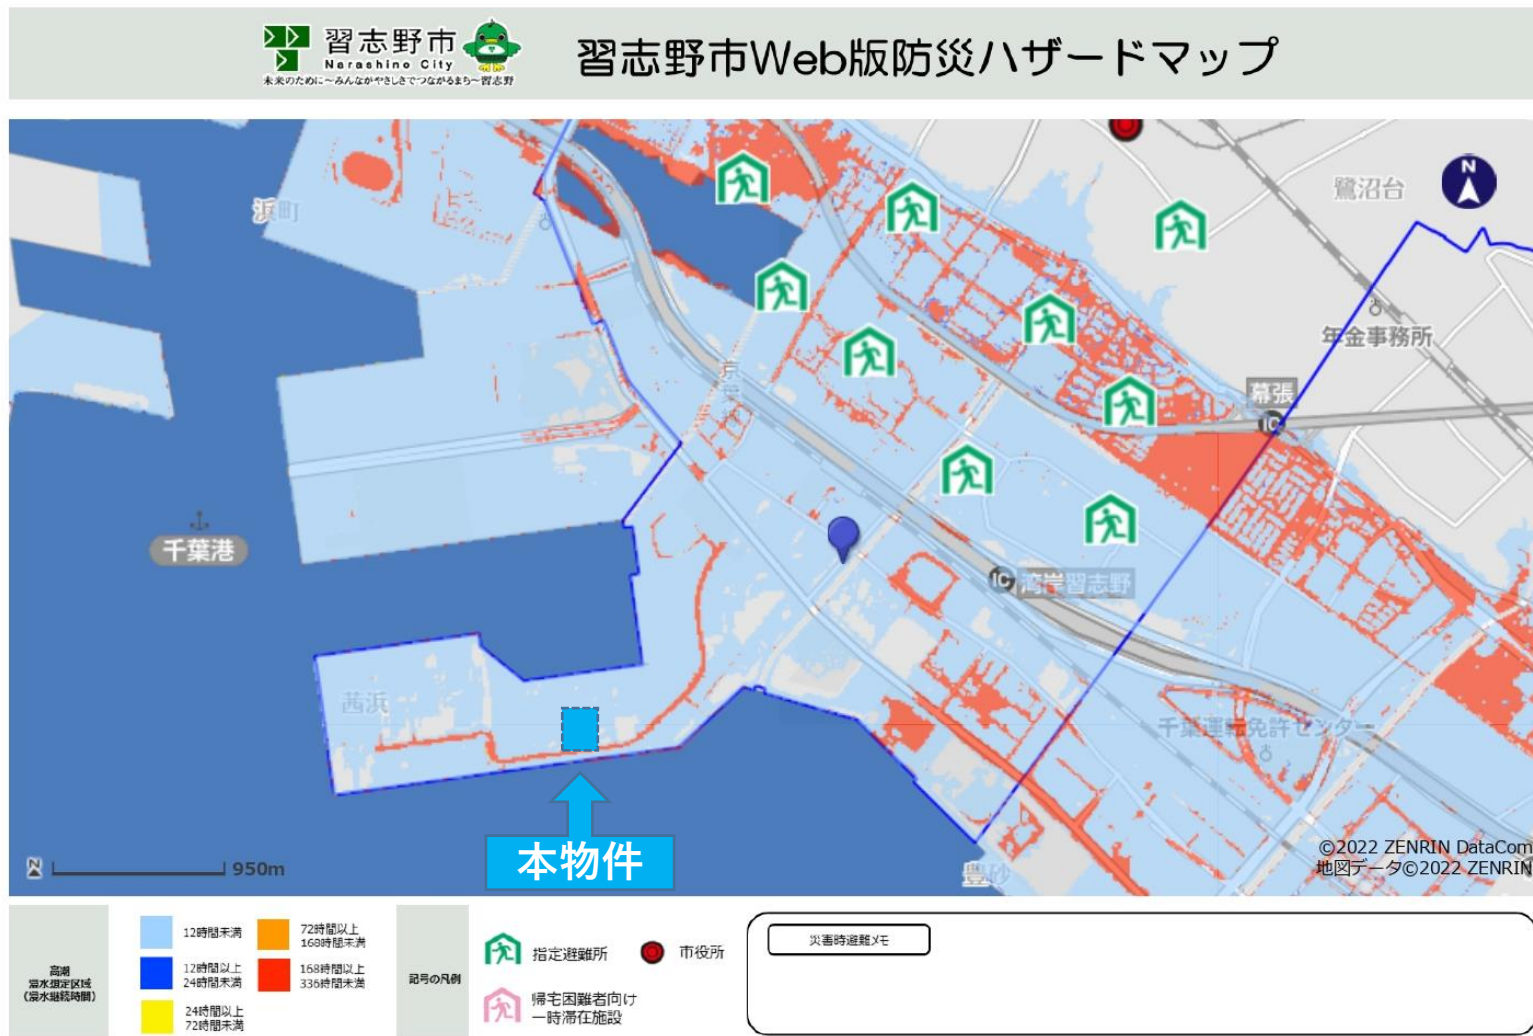 習志野市
Narashino City
未来のために～みんながやさしさでつながるまち～習志野
習志野市Web版防災ハザードマップ
N
鷺沼台
浜町
年金事務所
京葉線
幕張
IC
千葉港
IC 湾岸習志野
茜浜
千葉運転免許センター
本物件
豊砂
N
950m
©2022 ZENRIN DataCom
地図データ©2022 ZENRIN
高潮
浸水想定区域
(浸水継続時間)
12時間未満
12時間以上
24時間未満
24時間以上
72時間未満
72時間以上
168時間未満
168時間以上
336時間未満
記号の凡例
指定避難所
市役所
帰宅困難者向け
一時滞在施設
災害時避難メモ